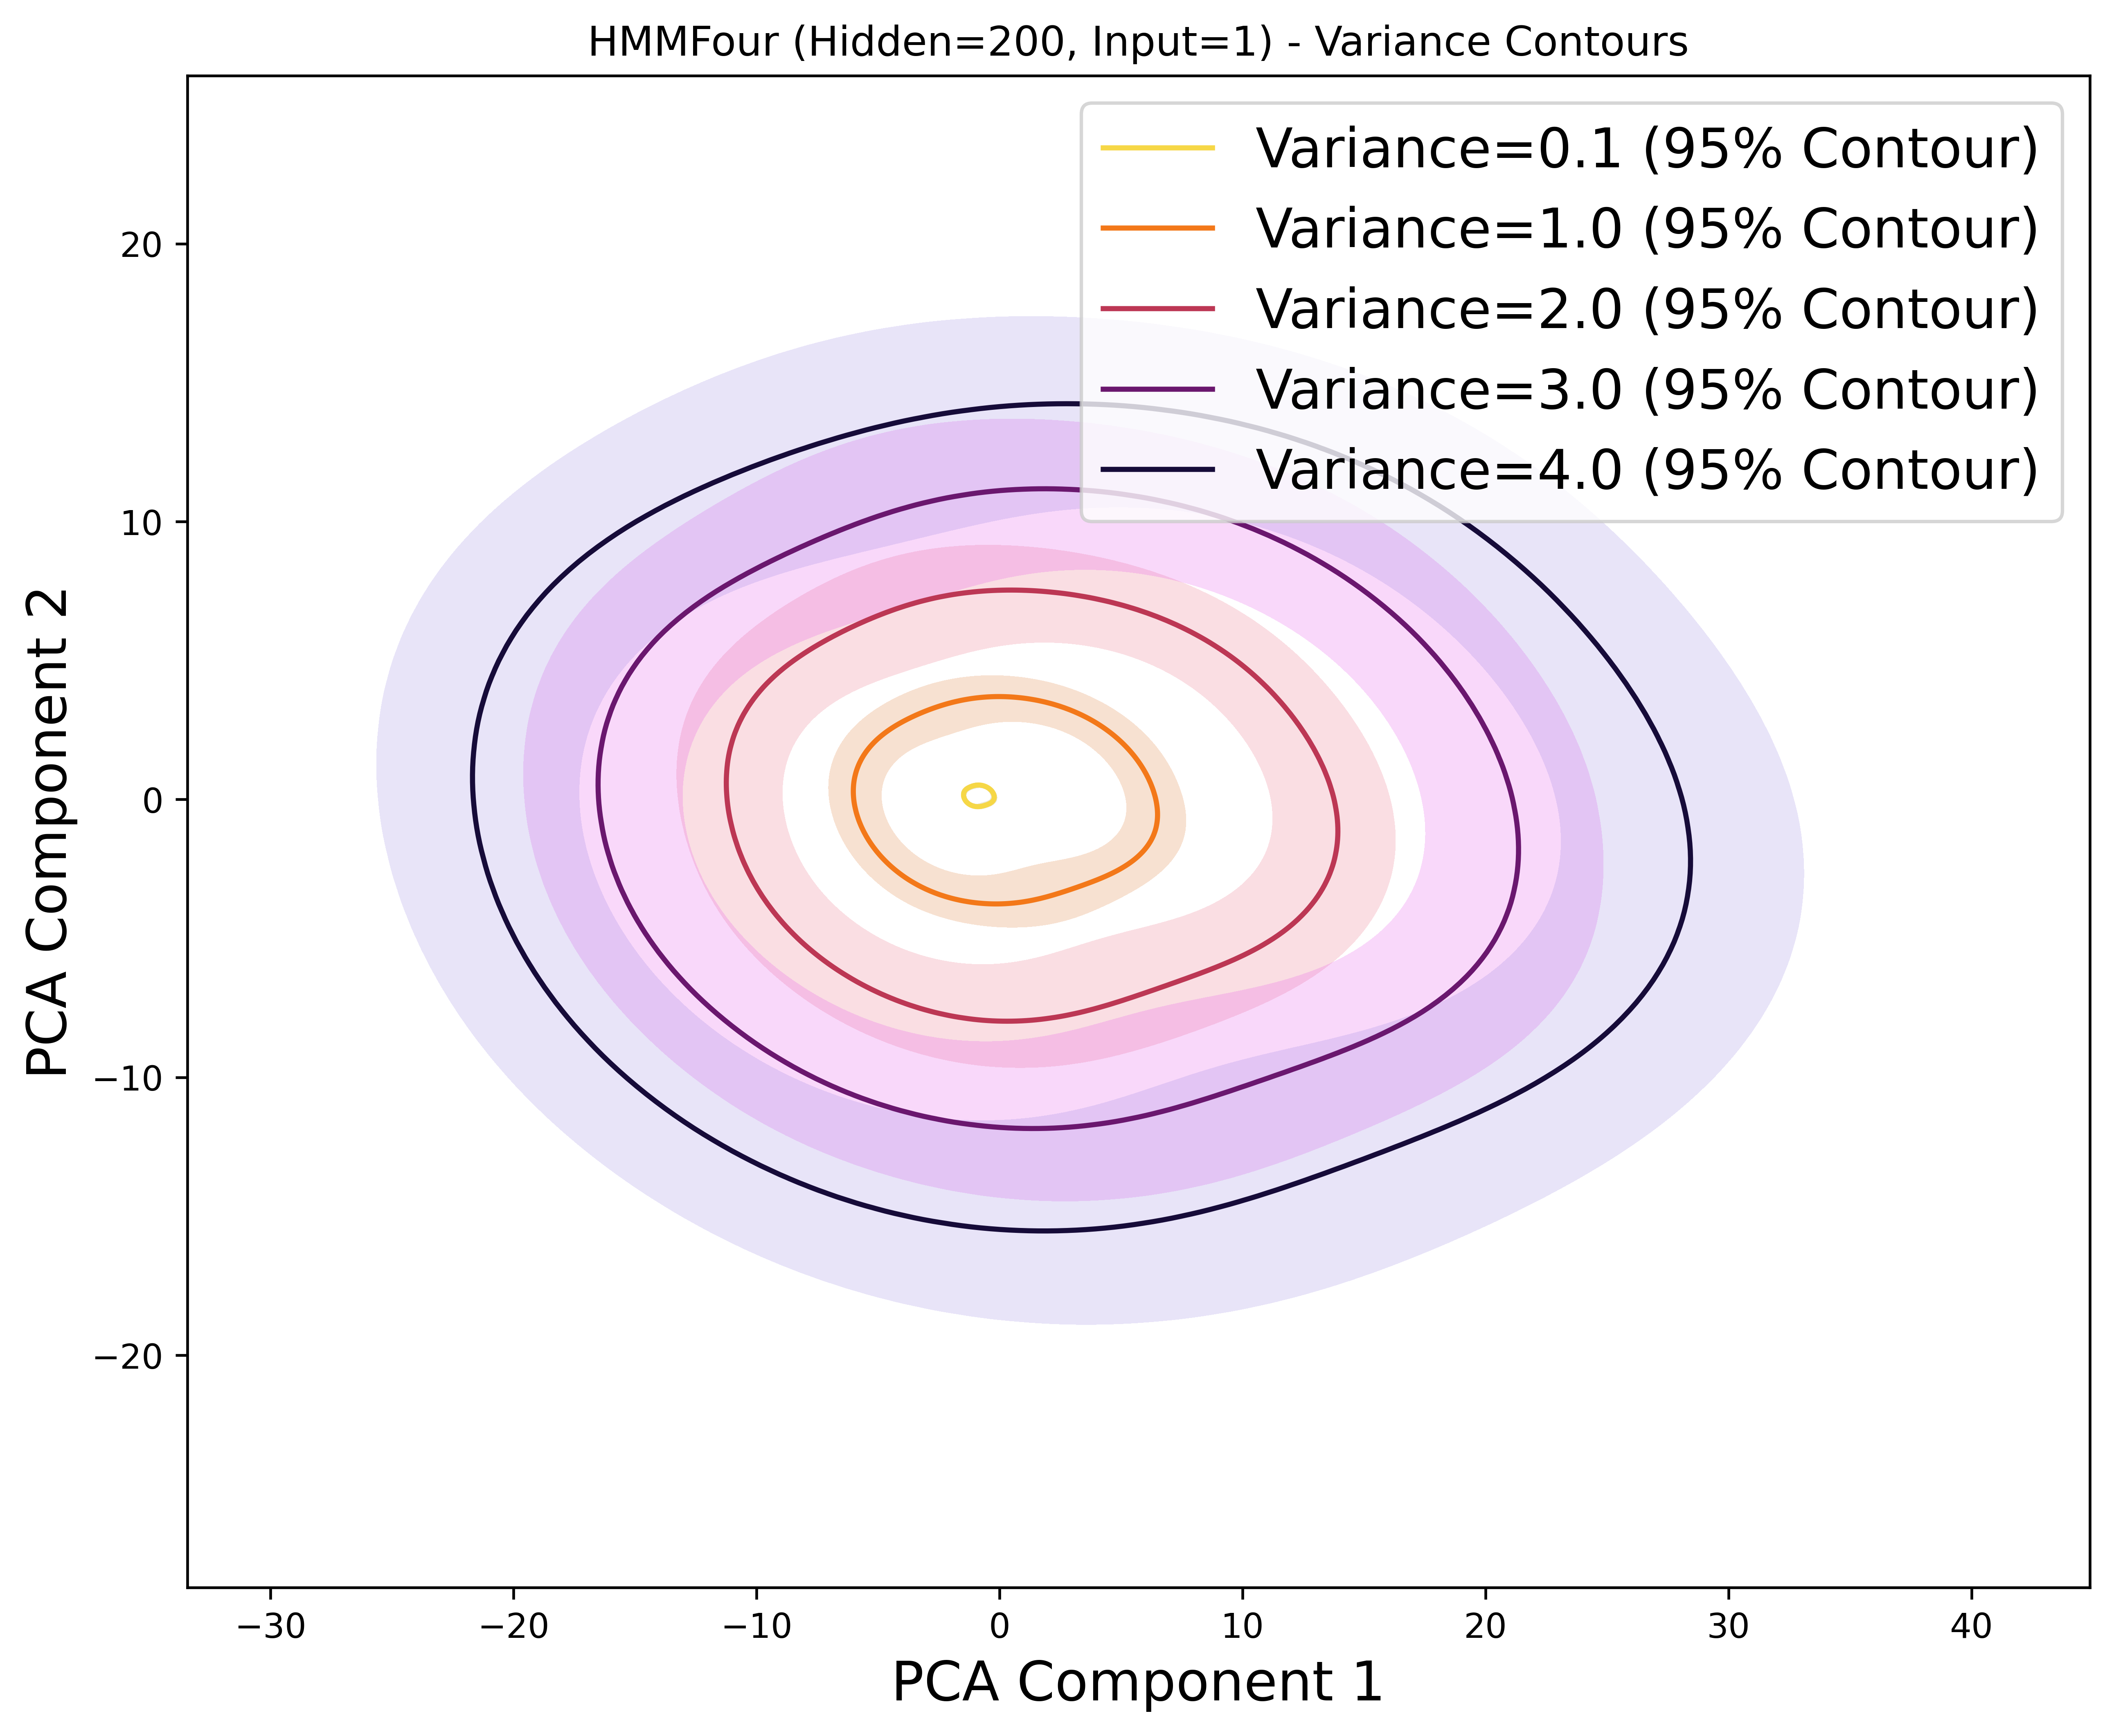 HMMFour (Hidden=200, Input=1) - Variance Contours
Variance=0.1 (95% Contour)
Variance=1.0 (95% Contour)
Variance=2.0 (95% Contour)
Variance=3.0 (95% Contour)
Variance=4.0 (95% Contour)
PCA Component 2
20
10
0
−10
−20
−30
−20
−10
0
10
20
30
40
PCA Component 1